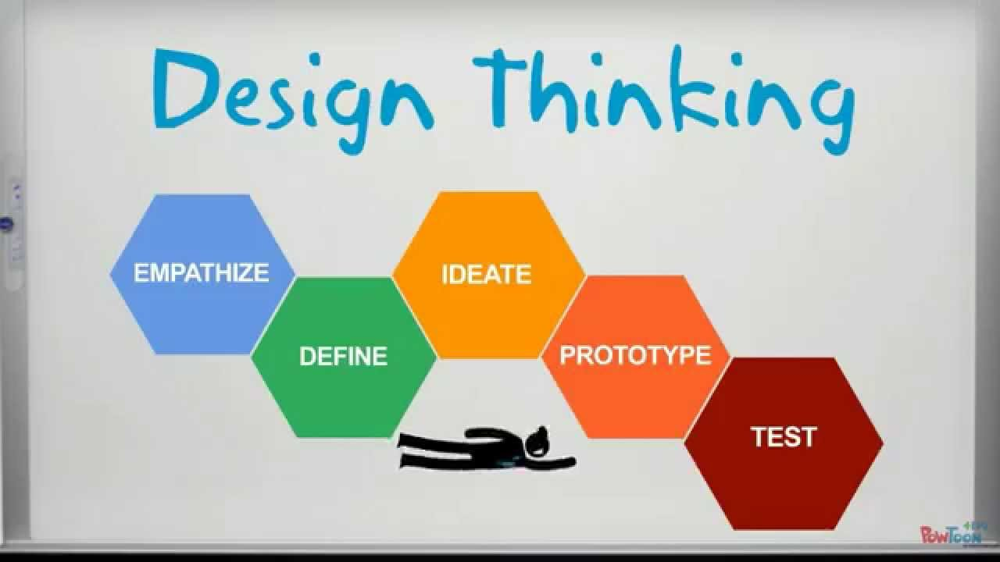 Design Thinking
EMPATHIZE
DEFINE
IDEATE
PROTOTYPE
TEST
POWTOON